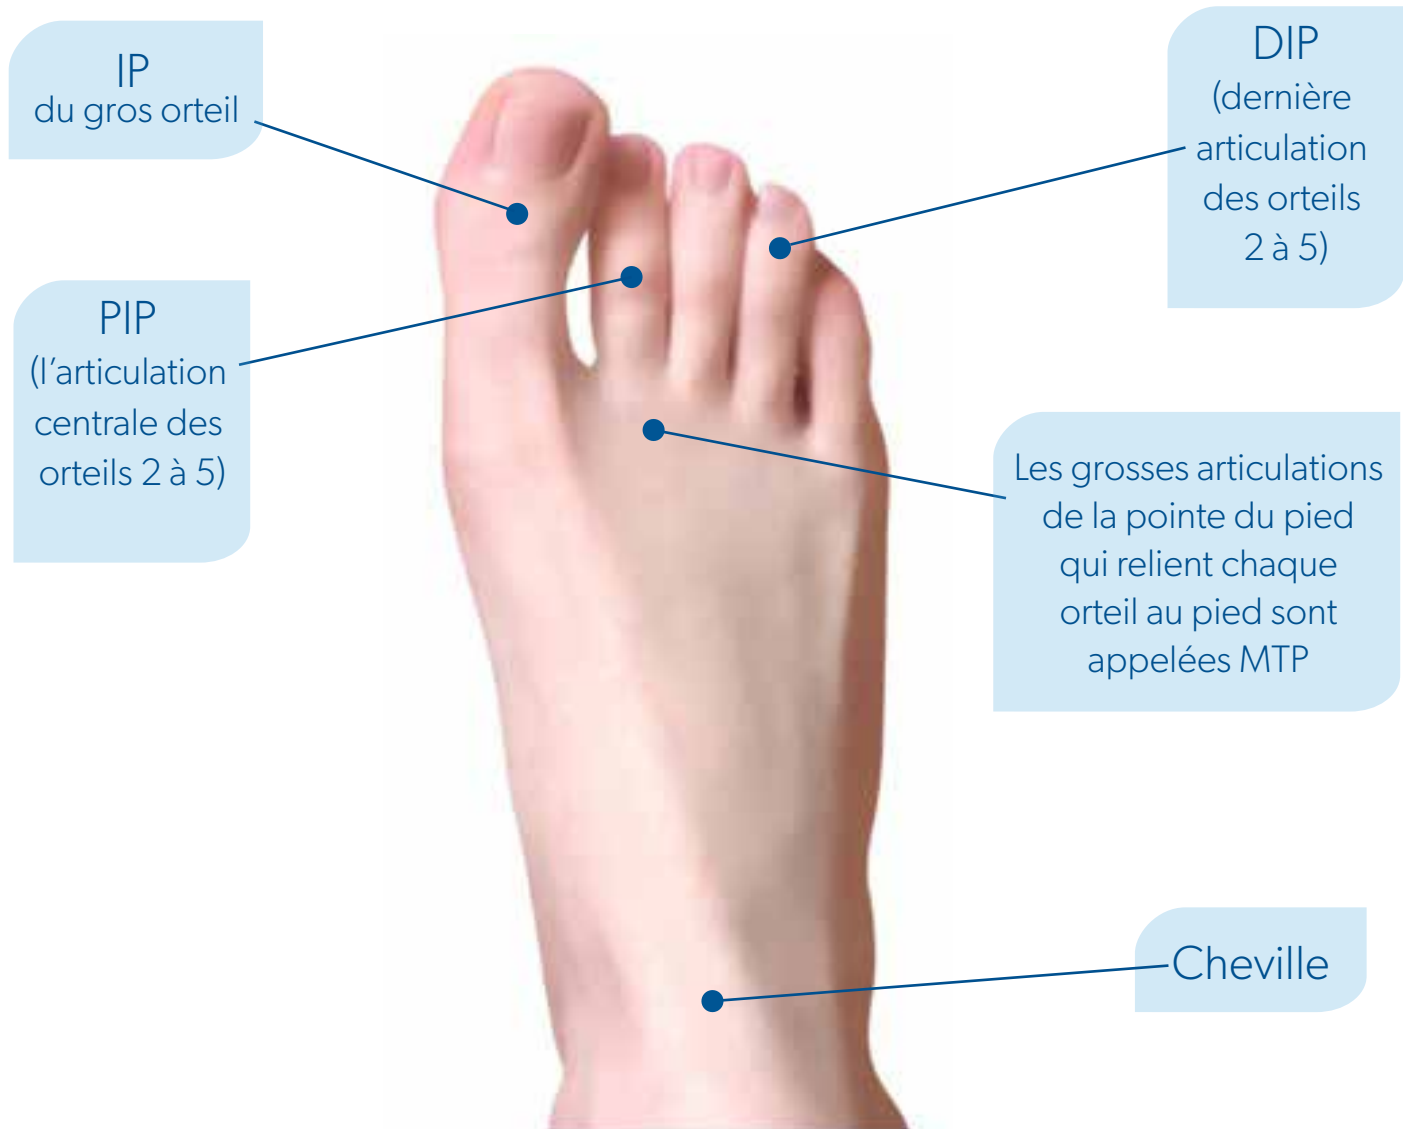 IP
du gros orteil
DIP
(dernière
articulation
des orteils
2 à 5)
PIP
(l'articulation
centrale des
orteils 2 à 5)
Les grosses articulations
de la pointe du pied
qui relient chaque
orteil au pied sont
appelées MTP
Cheville